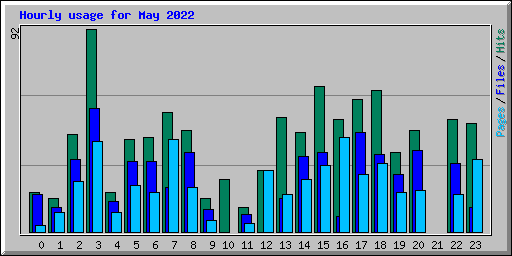 Hourly usage for May 2022
92
Pages / Files / Hits
0 1 2 3 4 5 6 7 8 9 10 11 12 13 14 15 16 17 18 19 20 21 22 23